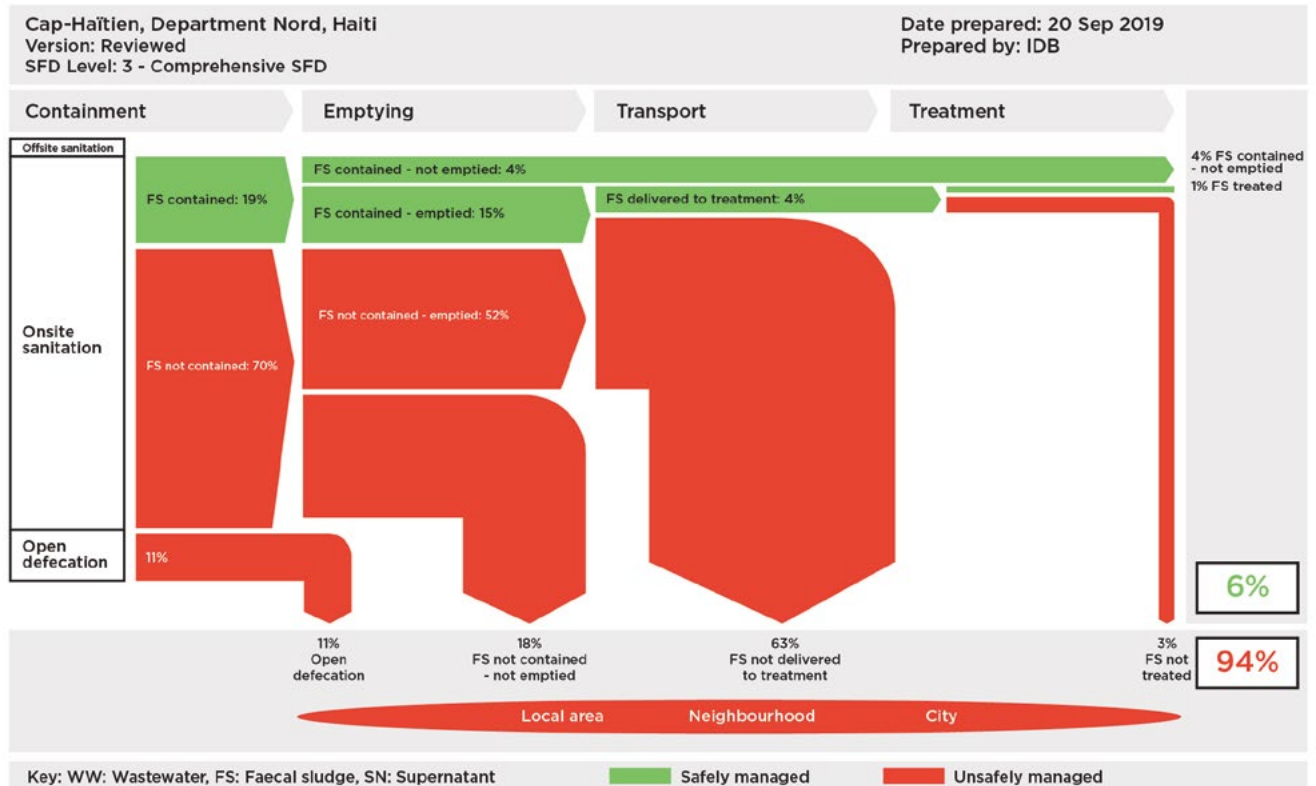 Cap-Haïtien, Department Nord, Haiti
Version: Reviewed
SFD Level: 3 - Comprehensive SFD
Date prepared: 20 Sep 2019
Prepared by: IDB
Containment
Emptying
Transport
Treatment
Offsite sanitation
Onsite
sanitation
Open
defecation
FS contained: 19%
FS not contained: 70%
11%
FS contained - not emptied: 4%
FS contained - emptied: 15%
FS not contained - emptied: 52%
FS delivered to treatment: 4%
4% FS contained
- not emptied
1% FS treated
6%
94%
11%
Open
defecation
18%
FS not contained
- not emptied
63%
FS not delivered
to treatment
3%
FS not
treated
Local area
Neighbourhood
City
Key: WW: Wastewater, FS: Faecal sludge, SN: Supernatant
Safely managed
Unsafely managed